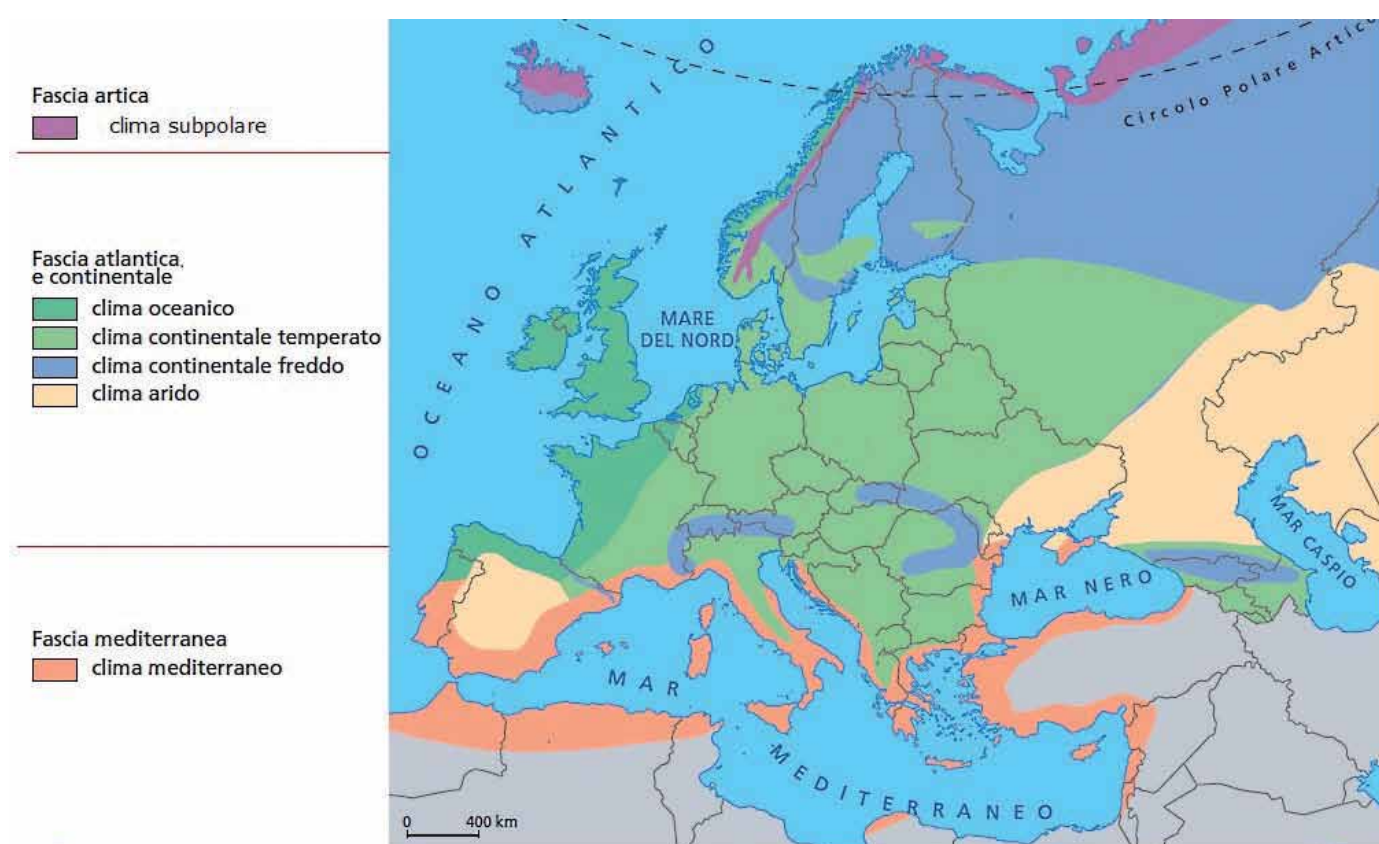 Fascia artica
clima subpolare
Fascia atlantica,
e continentale
clima oceanico
clima continentale temperato
clima continentale freddo
clima arido
Fascia mediterranea
clima mediterraneo
OCEANO ATLANTICO
Circolo Polare Artico
MARE
DEL NORD
MAR CASPIO
MAR NERO
MAR
MEDITERRANEO
0 400 km